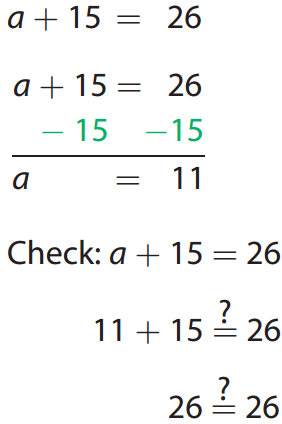 a + 15 = 26
a + 15 = 26
− 15 −15
a = 11
Check: a + 15 = 26
11 + 15 ≟ 26
26 ≟ 26